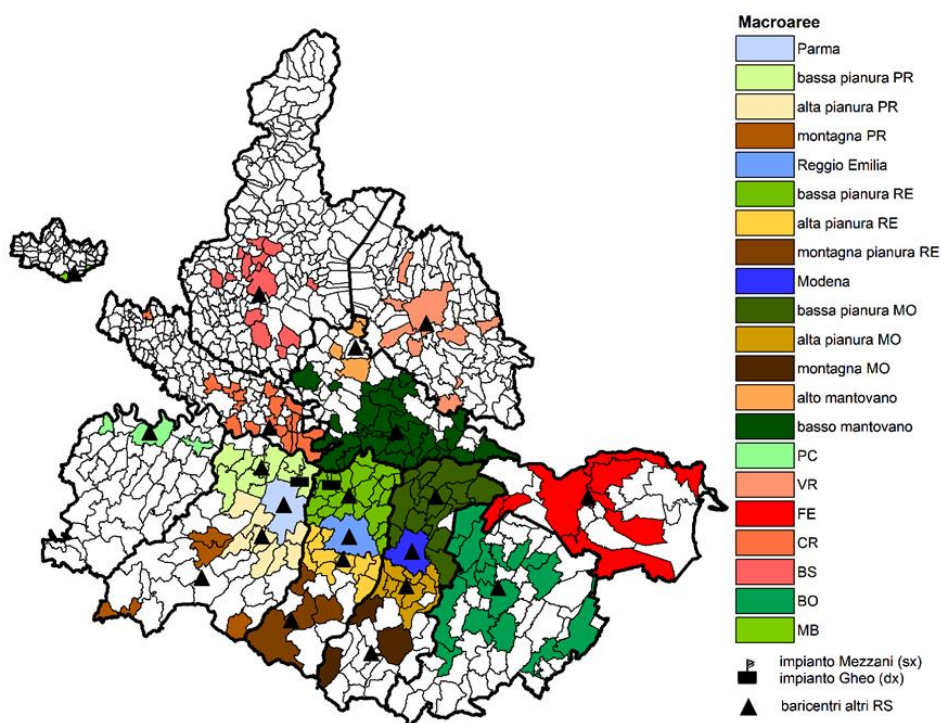 Macroaree
Parma
bassa pianura PR
alta pianura PR
montagna PR
Reggio Emilia
bassa pianura RE
alta pianura RE
montagna pianura RE
Modena
bassa pianura MO
alta pianura MO
montagna MO
alto mantovano
basso mantovano
PC
VR
FE
CR
BS
BO
MB
impianto Mezzani (sx)
impianto Gheo (dx)
baricentri altri RS